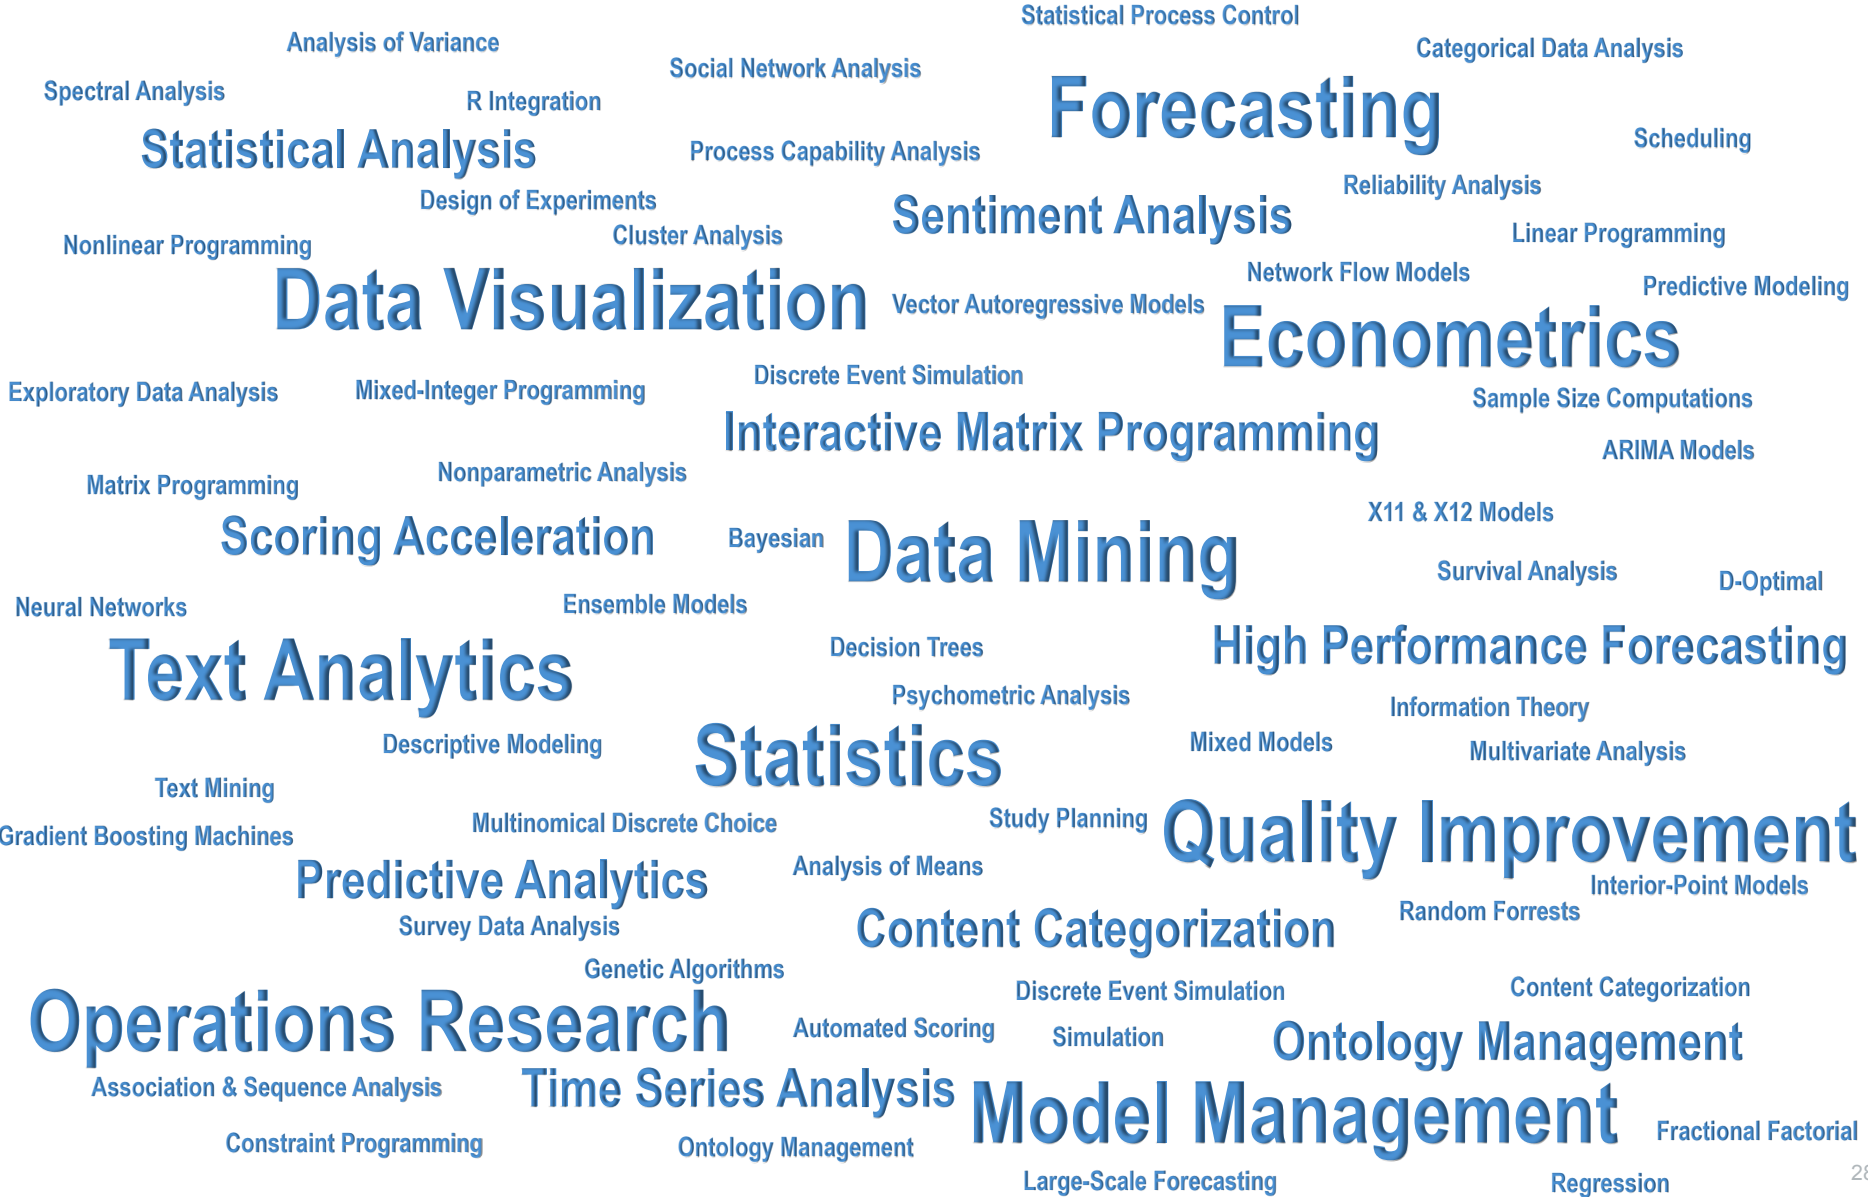 Statistical Process Control
Analysis of Variance
Categorical Data Analysis
Social Network Analysis
Spectral Analysis
R Integration
Forecasting
Statistical Analysis
Process Capability Analysis
Scheduling
Design of Experiments
Reliability Analysis
Sentiment Analysis
Cluster Analysis
Linear Programming
Nonlinear Programming
Network Flow Models
Predictive Modeling
Data Visualization
Vector Autoregressive Models
Econometrics
Discrete Event Simulation
Exploratory Data Analysis
Mixed-Integer Programming
Sample Size Computations
Interactive Matrix Programming
ARIMA Models
Nonparametric Analysis
Matrix Programming
X11 & X12 Models
Scoring Acceleration
Bayesian
Data Mining
Survival Analysis
D-Optimal
Neural Networks
Ensemble Models
Decision Trees
High Performance Forecasting
Text Analytics
Psychometric Analysis
Information Theory
Descriptive Modeling
Statistics
Mixed Models
Multivariate Analysis
Text Mining
Gradient Boosting Machines
Multinomical Discrete Choice
Study Planning
Quality Improvement
Predictive Analytics
Analysis of Means
Interior-Point Models
Survey Data Analysis
Content Categorization
Random Forrests
Genetic Algorithms
Discrete Event Simulation
Content Categorization
Operations Research
Automated Scoring
Simulation
Ontology Management
Association & Sequence Analysis
Time Series Analysis
Model Management
Fractional Factorial
Constraint Programming
Ontology Management
Large-Scale Forecasting
Regression